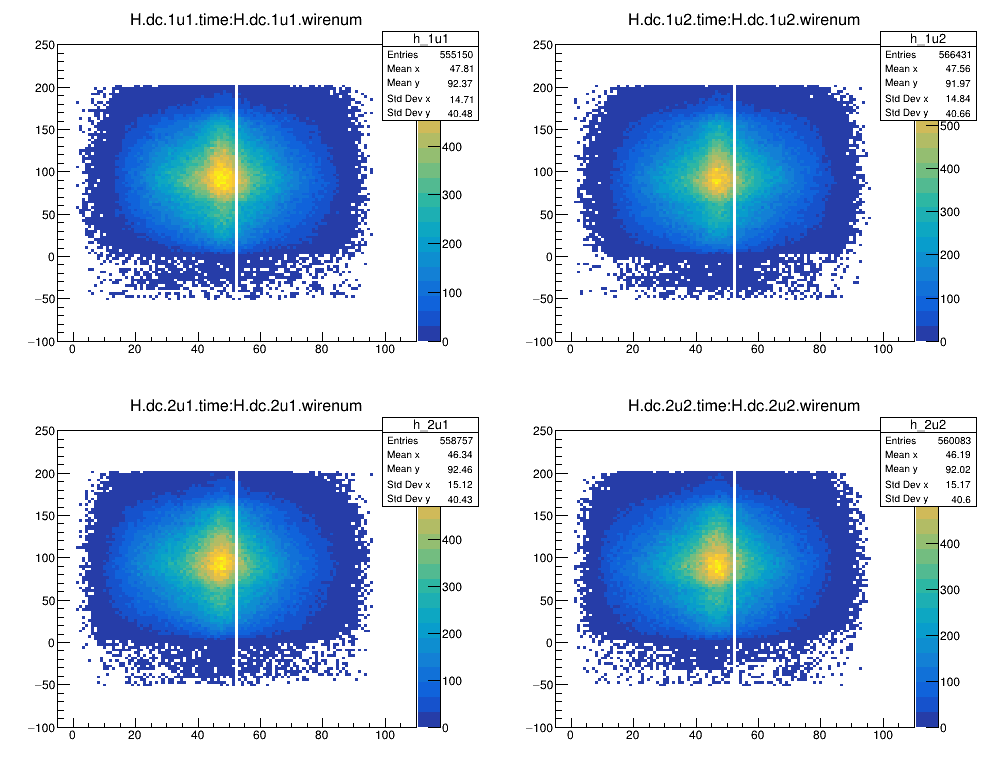 H.dc.1u1.time:H.dc.1u1.wirenum
h_1u1
Entries 555150
Mean x 47.81
Mean y 92.37
Std Dev x 14.71
Std Dev y 40.48
250
200
150
100
50
0
−50
−100
0 20 40 60 80 100
400
300
200
100
0
H.dc.1u2.time:H.dc.1u2.wirenum
h_1u2
Entries 566431
Mean x 47.56
Mean y 91.97
Std Dev x 14.84
Std Dev y 40.66
250
200
150
100
50
0
−50
−100
0 20 40 60 80 100
500
400
300
200
100
0
H.dc.2u1.time:H.dc.2u1.wirenum
h_2u1
Entries 558757
Mean x 46.34
Mean y 92.46
Std Dev x 15.12
Std Dev y 40.43
250
200
150
100
50
0
−50
−100
0 20 40 60 80 100
400
300
200
100
0
H.dc.2u2.time:H.dc.2u2.wirenum
h_2u2
Entries 560083
Mean x 46.19
Mean y 92.02
Std Dev x 15.17
Std Dev y 40.6
250
200
150
100
50
0
−50
−100
0 20 40 60 80 100
400
300
200
100
0